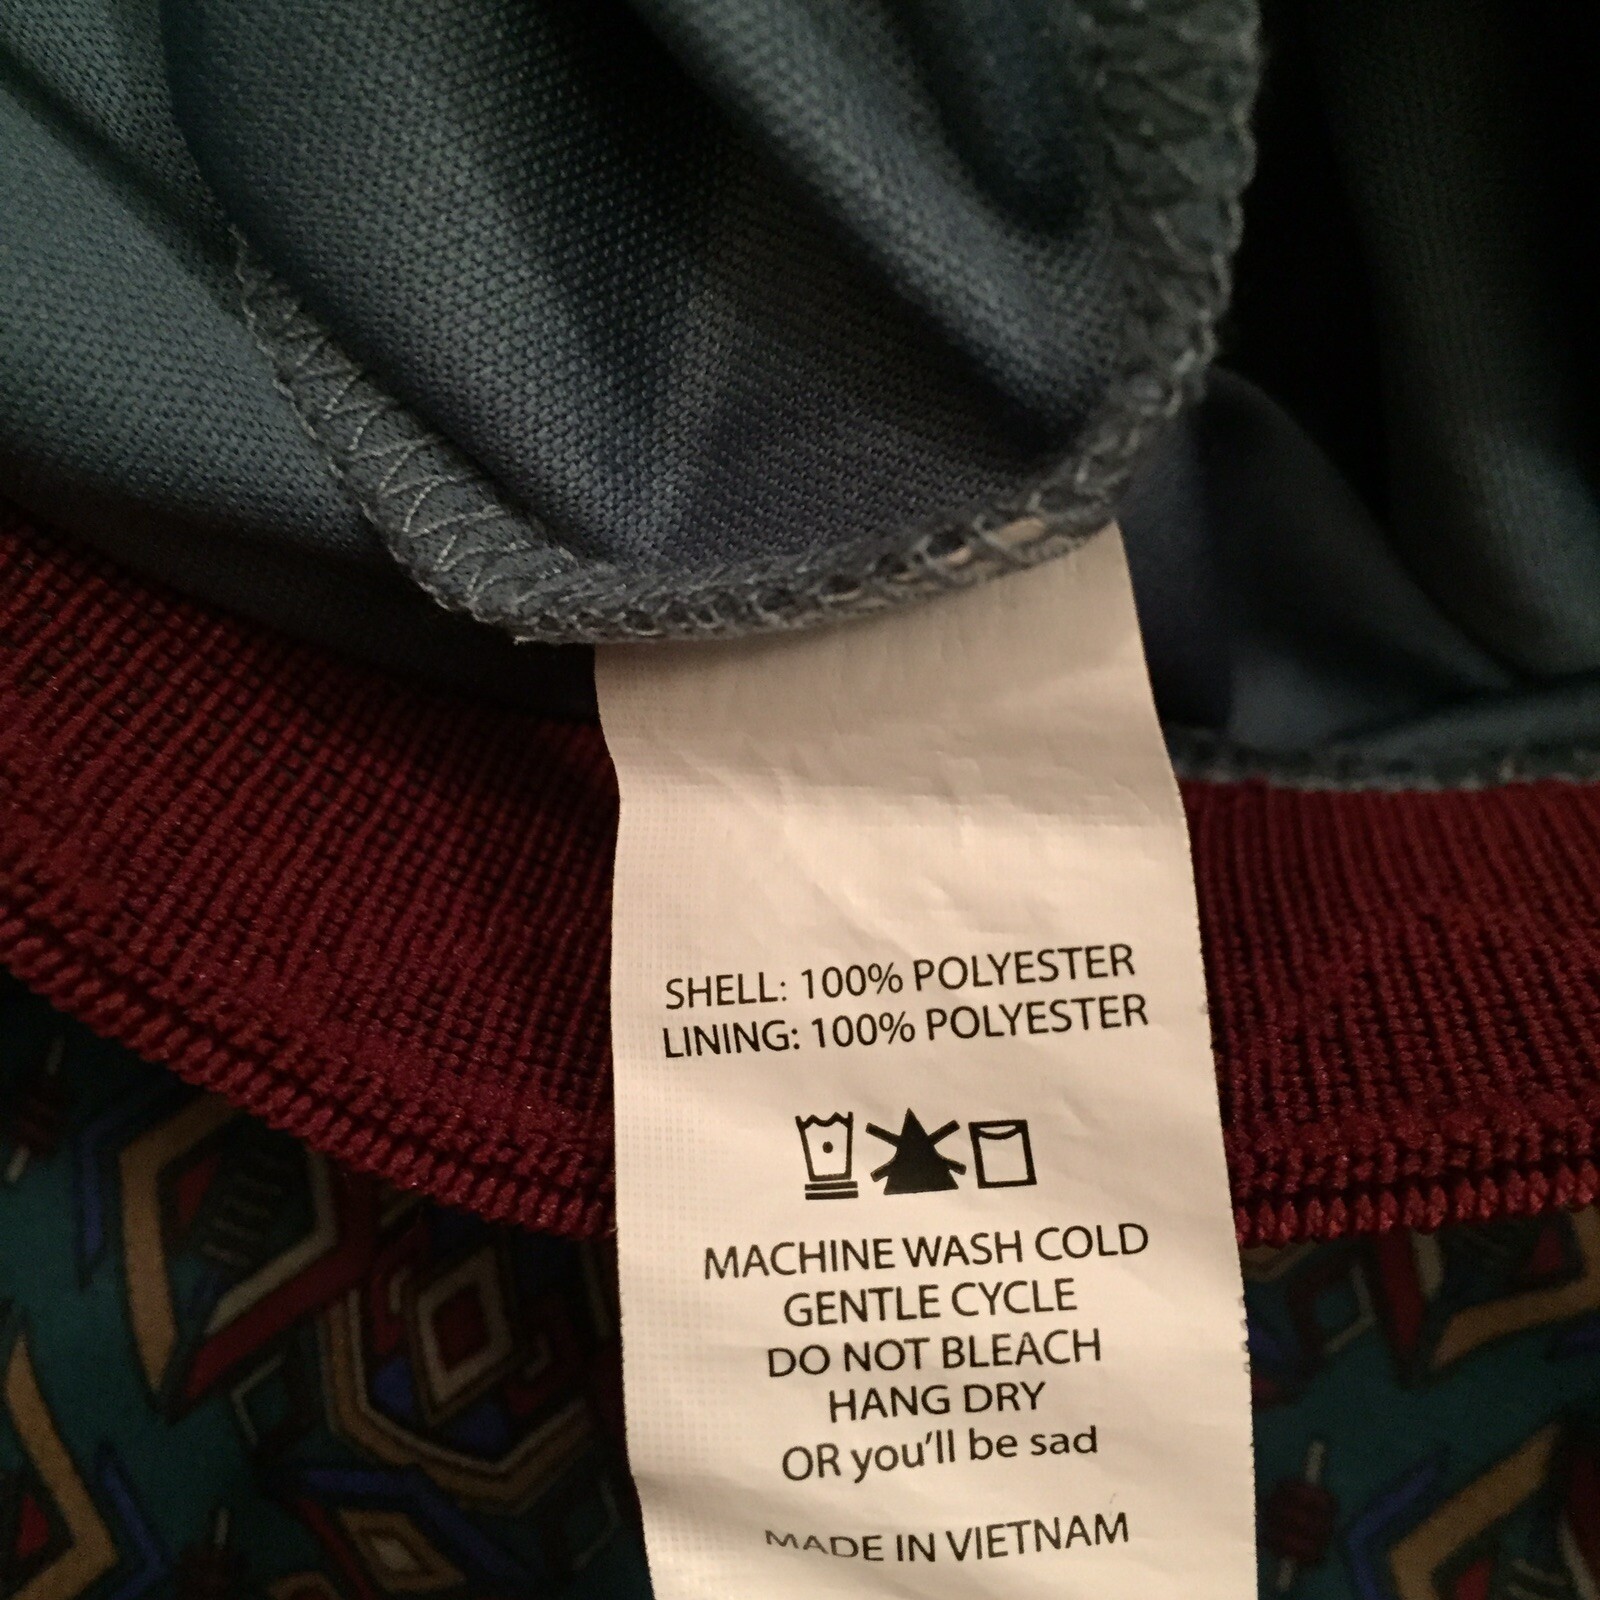 SHELL: 100% POLYESTER
LINING: 100% POLYESTER
MACHINE WASH COLD
GENTLE CYCLE
DO NOT BLEACH
HANG DRY
OR you'll be sad
MADE IN VIETNAM